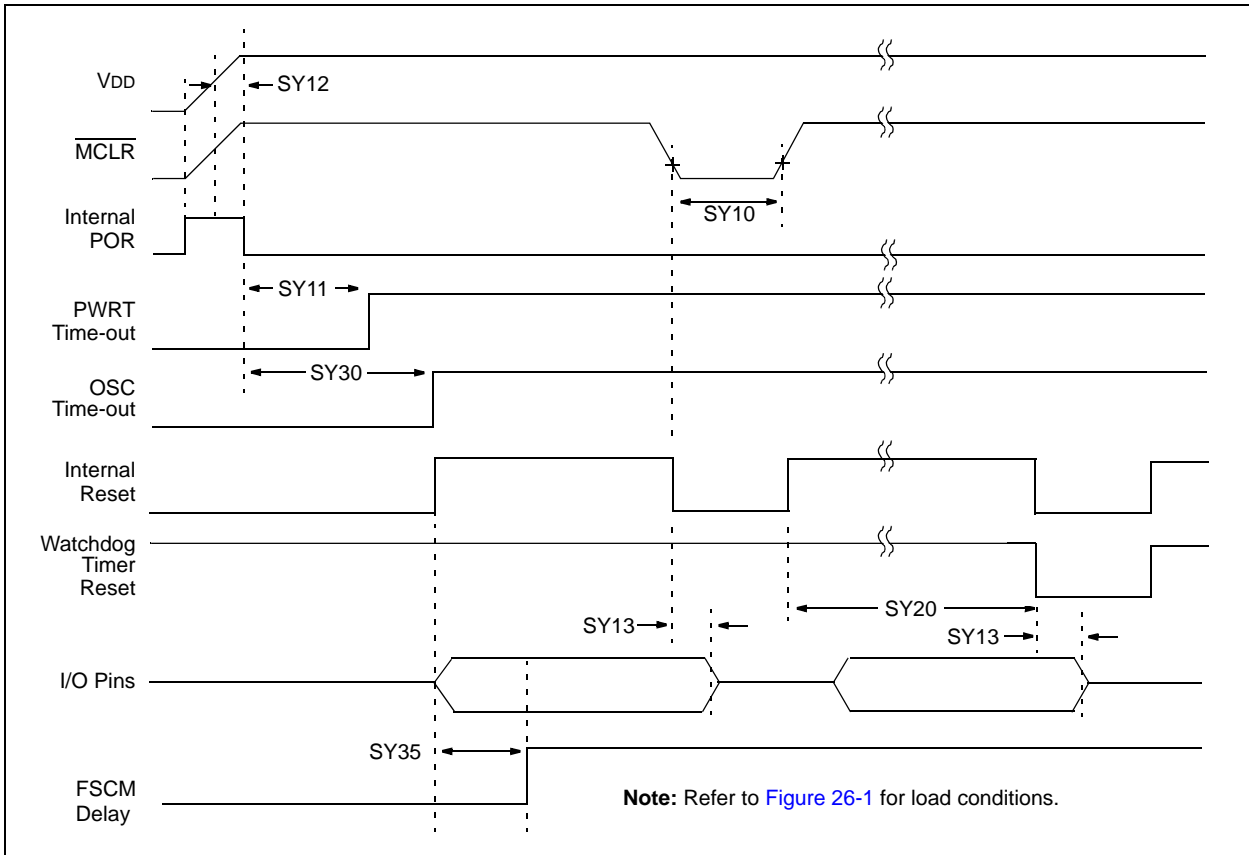 VDD
SY12
MCLR
SY10
Internal
POR
SY11
PWRT
Time-out
SY30
OSC
Time-out
Internal
Reset
Watchdog
Timer
Reset
SY20
SY13
SY13
I/O Pins
SY35
FSCM
Delay
Note: Refer to Figure 26-1 for load conditions.